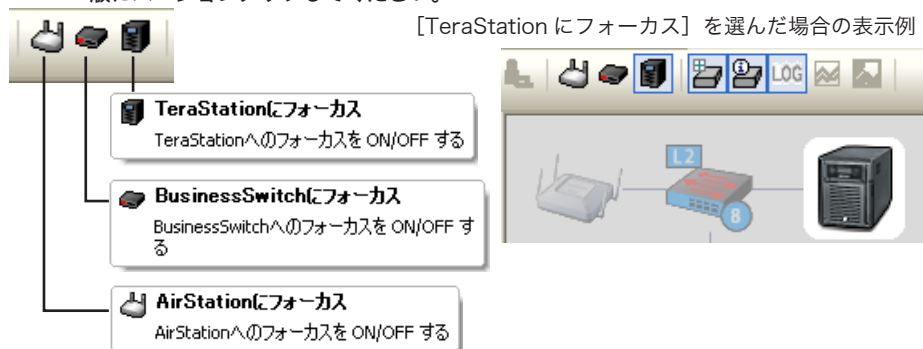 ［TeraStation にフォーカス］を選んだ場合の表示例
TeraStationにフォーカス
TeraStationへのフォーカスを ON/OFF する
BusinessSwitchにフォーカス
BusinessSwitchへのフォーカスを ON/OFF す
る
AirStationにフォーカス
AirStationへのフォーカスを ON/OFF する
LOG
L2
8